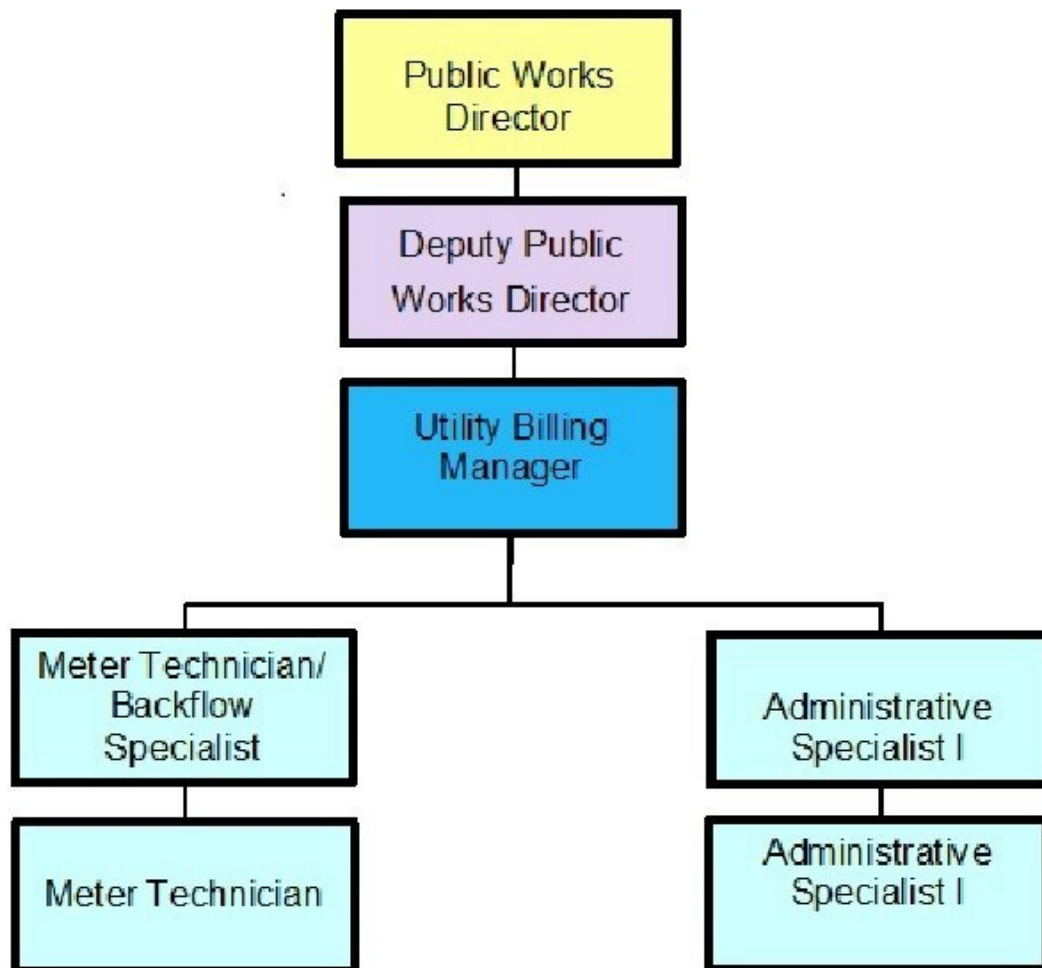 Public Works
Director
Deputy Public
Works Director
Utility Billing
Manager
Meter Technician/
Backflow
Specialist
Administrative
Specialist I
Meter Technician
Administrative
Specialist I